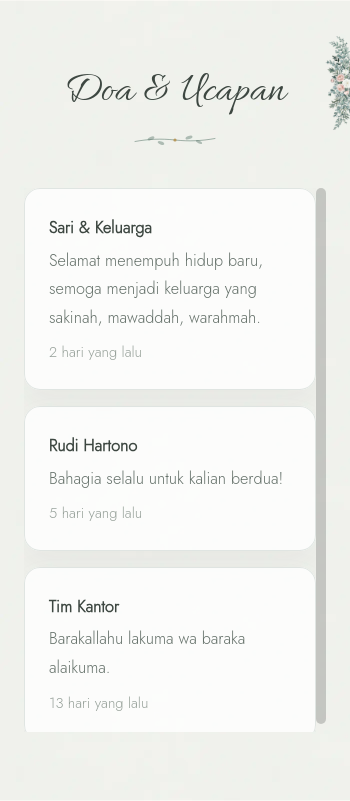 Doa & Ucapan
Sari & Keluarga
Selamat menempuh hidup baru,
semoga menjadi keluarga yang
sakinah, mawaddah, warahmah.
2 hari yang lalu
Rudi Hartono
Bahagia selalu untuk kalian berdua!
5 hari yang lalu
Tim Kantor
Barakallahu lakuma wa baraka
alaikuma.
13 hari yang lalu